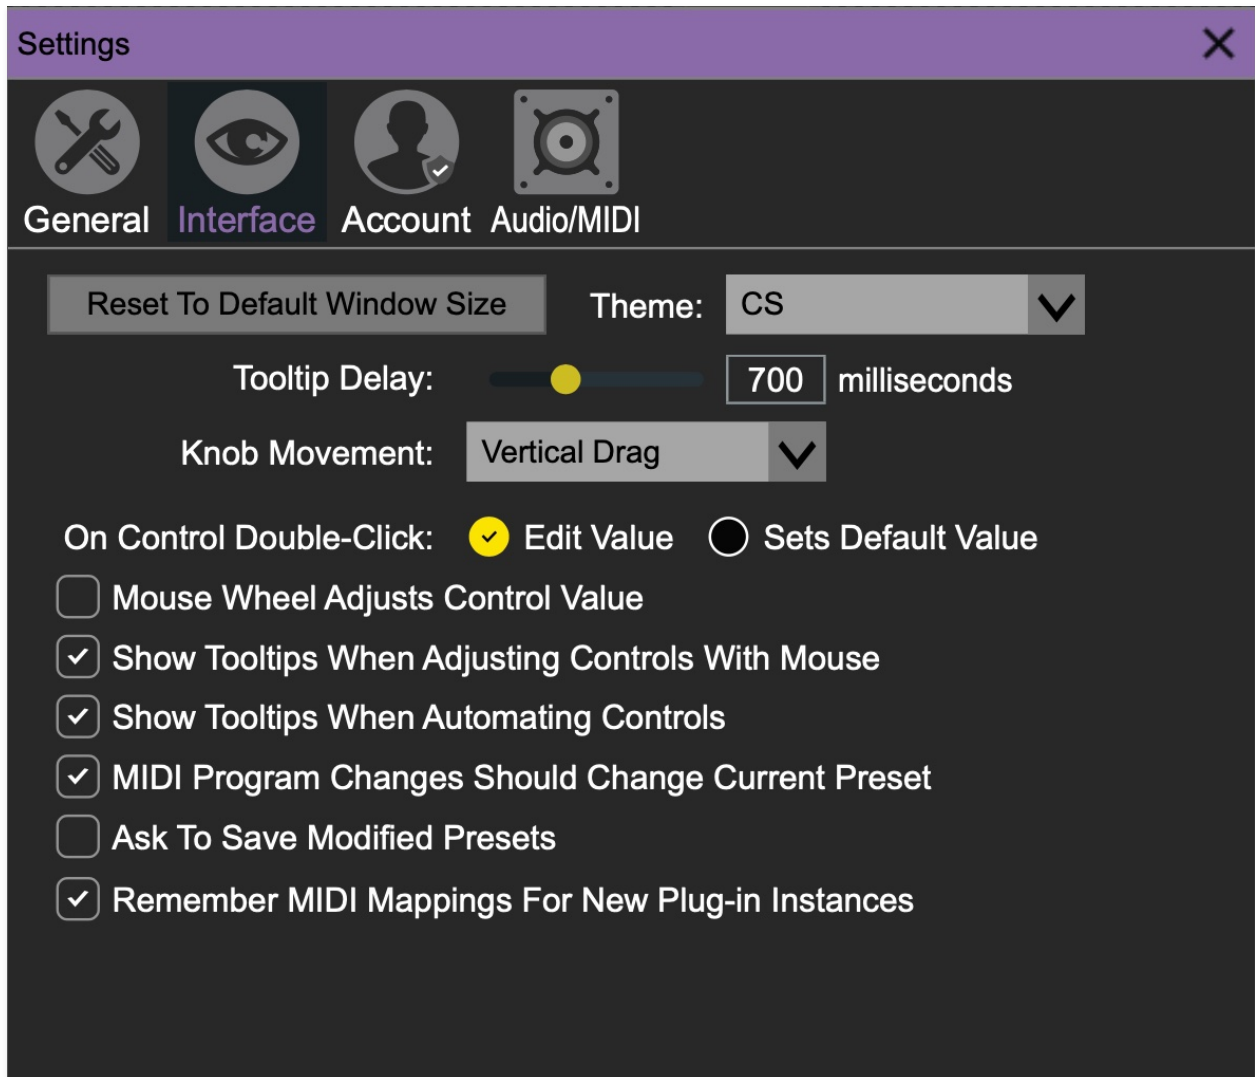 Settings
General Interface Account Audio/MIDI
Reset To Default Window Size Theme: CS
Tooltip Delay: 700 milliseconds
Knob Movement: Vertical Drag
On Control Double-Click: Edit Value Sets Default Value
Mouse Wheel Adjusts Control Value
Show Tooltips When Adjusting Controls With Mouse
Show Tooltips When Automating Controls
MIDI Program Changes Should Change Current Preset
Ask To Save Modified Presets
Remember MIDI Mappings For New Plug-in Instances